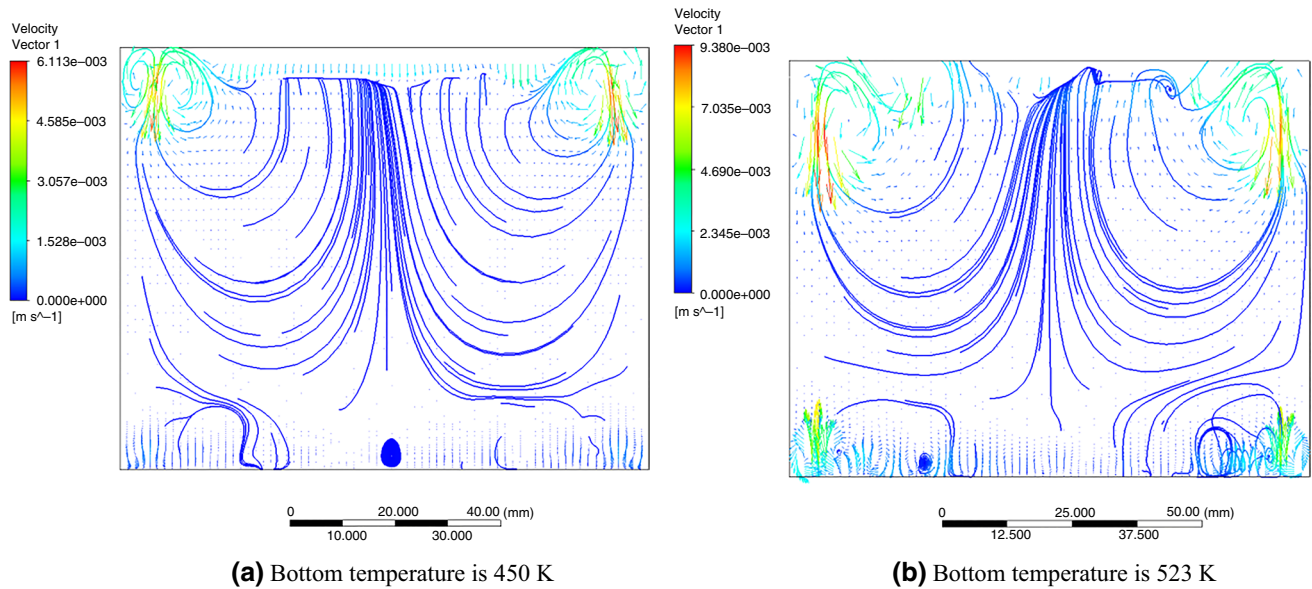 Velocity
Vector 1
6.113e−003
4.585e−003
3.057e−003
1.528e−003
0.000e+000
[m s^−1]
0 20.000 40.00 (mm)
10.000 30.000
(a) Bottom temperature is 450 K
Velocity
Vector 1
9.380e−003
7.035e−003
4.690e−003
2.345e−003
0.000e+000
[m s^−1]
0 25.000 50.00 (mm)
12.500 37.500
(b) Bottom temperature is 523 K